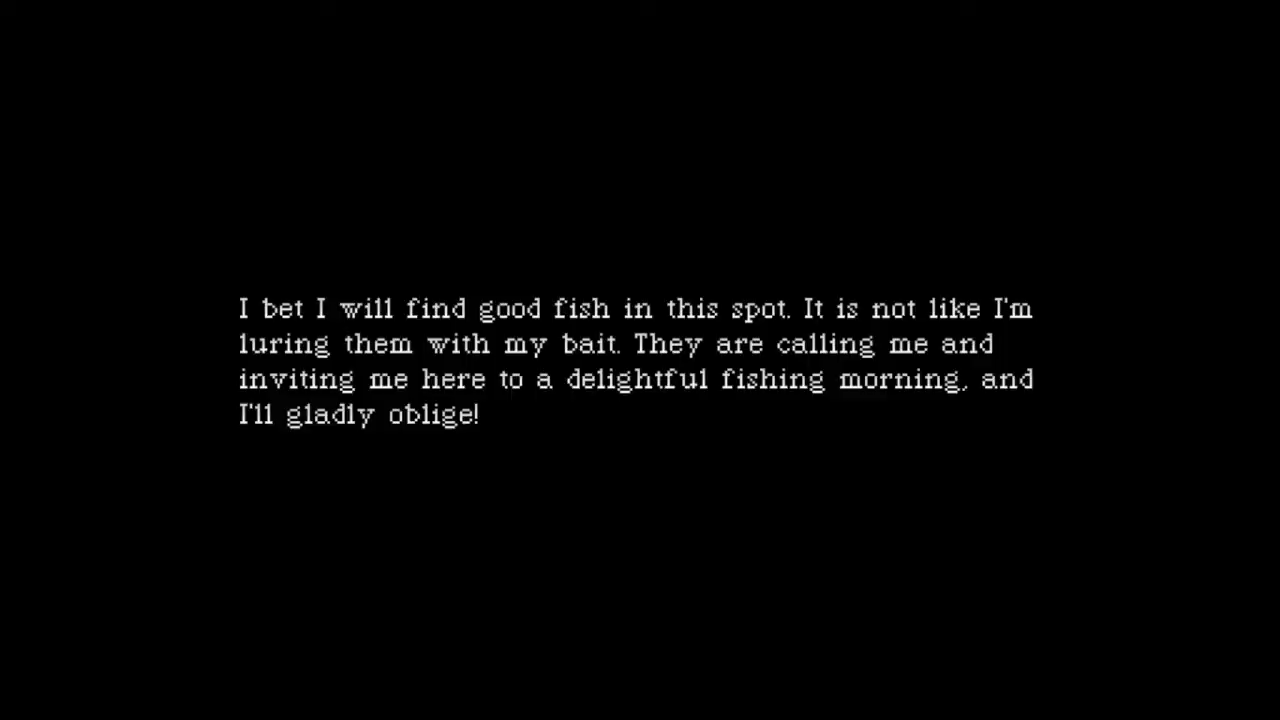 I bet I will find good fish in this spot. It is not like I'm
luring them with my bait. They are calling me and
inviting me here to a delightful fishing morning, and
I'll gladly oblige!